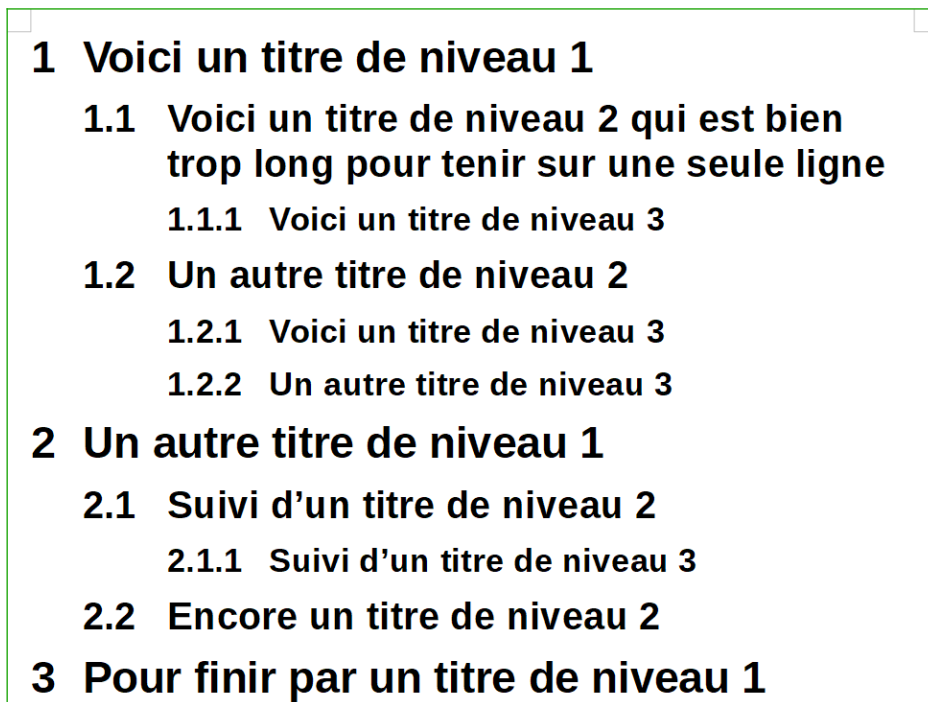 1 Voici un titre de niveau 1
1.1 Voici un titre de niveau 2 qui est bien
trop long pour tenir sur une seule ligne
1.1.1 Voici un titre de niveau 3
1.2 Un autre titre de niveau 2
1.2.1 Voici un titre de niveau 3
1.2.2 Un autre titre de niveau 3
2 Un autre titre de niveau 1
2.1 Suivi d’un titre de niveau 2
2.1.1 Suivi d’un titre de niveau 3
2.2 Encore un titre de niveau 2
3 Pour finir par un titre de niveau 1